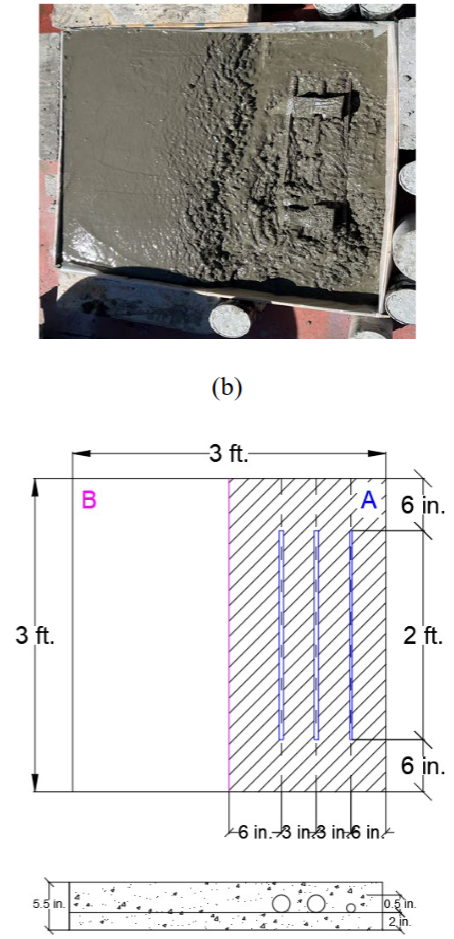 (b)
3 ft.
B
A
6 in.
3 ft.
2 ft.
6 in.
6 in. 3 in. 3 in. 6 in.
5.5 in.
0.5 in.
2 in.